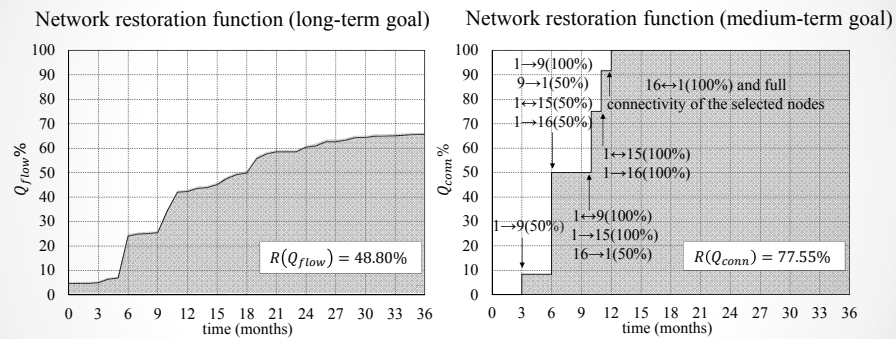 Network restoration function (long-term goal)
100
90
80
70
60
50
40
30
20
10
0
Q_flow%
R(Q_flow) = 48.80%
0 3 6 9 12 15 18 21 24 27 30 33 36
time (months)
Network restoration function (medium-term goal)
100
90
80
70
60
50
40
30
20
10
0
Q_conn%
1→9(100%)
9→1(50%)
1↔15(50%)
1→16(50%)
16↔1(100%) and full
connectivity of the selected nodes
1↔15(100%)
1→16(100%)
1→9(50%)
1↔9(100%)
1→15(100%)
16→1(50%)
R(Q_conn) = 77.55%
0 3 6 9 12 15 18 21 24 27 30 33 36
time (months)